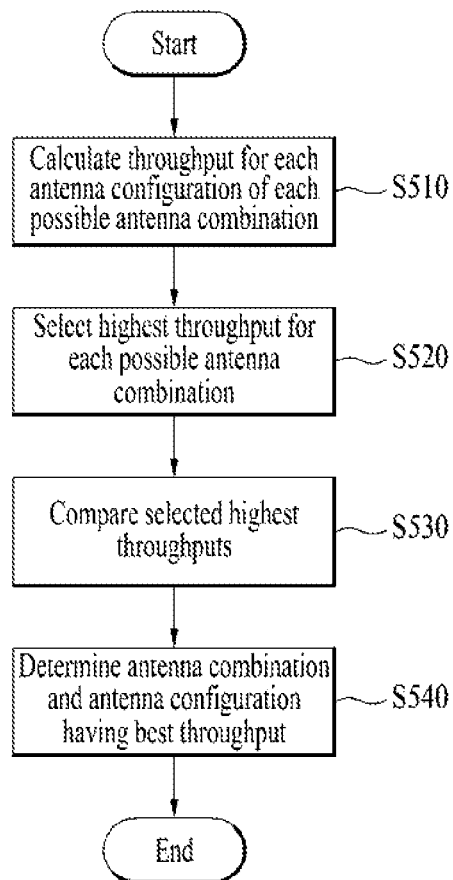 Start
Calculate throughput for each
antenna configuration of each
possible antenna combination
S510
Select highest throughput for
each possible antenna
combination
S520
Compare selected highest
throughputs
S530
Determine antenna combination
and antenna configuration
having best throughput
S540
End